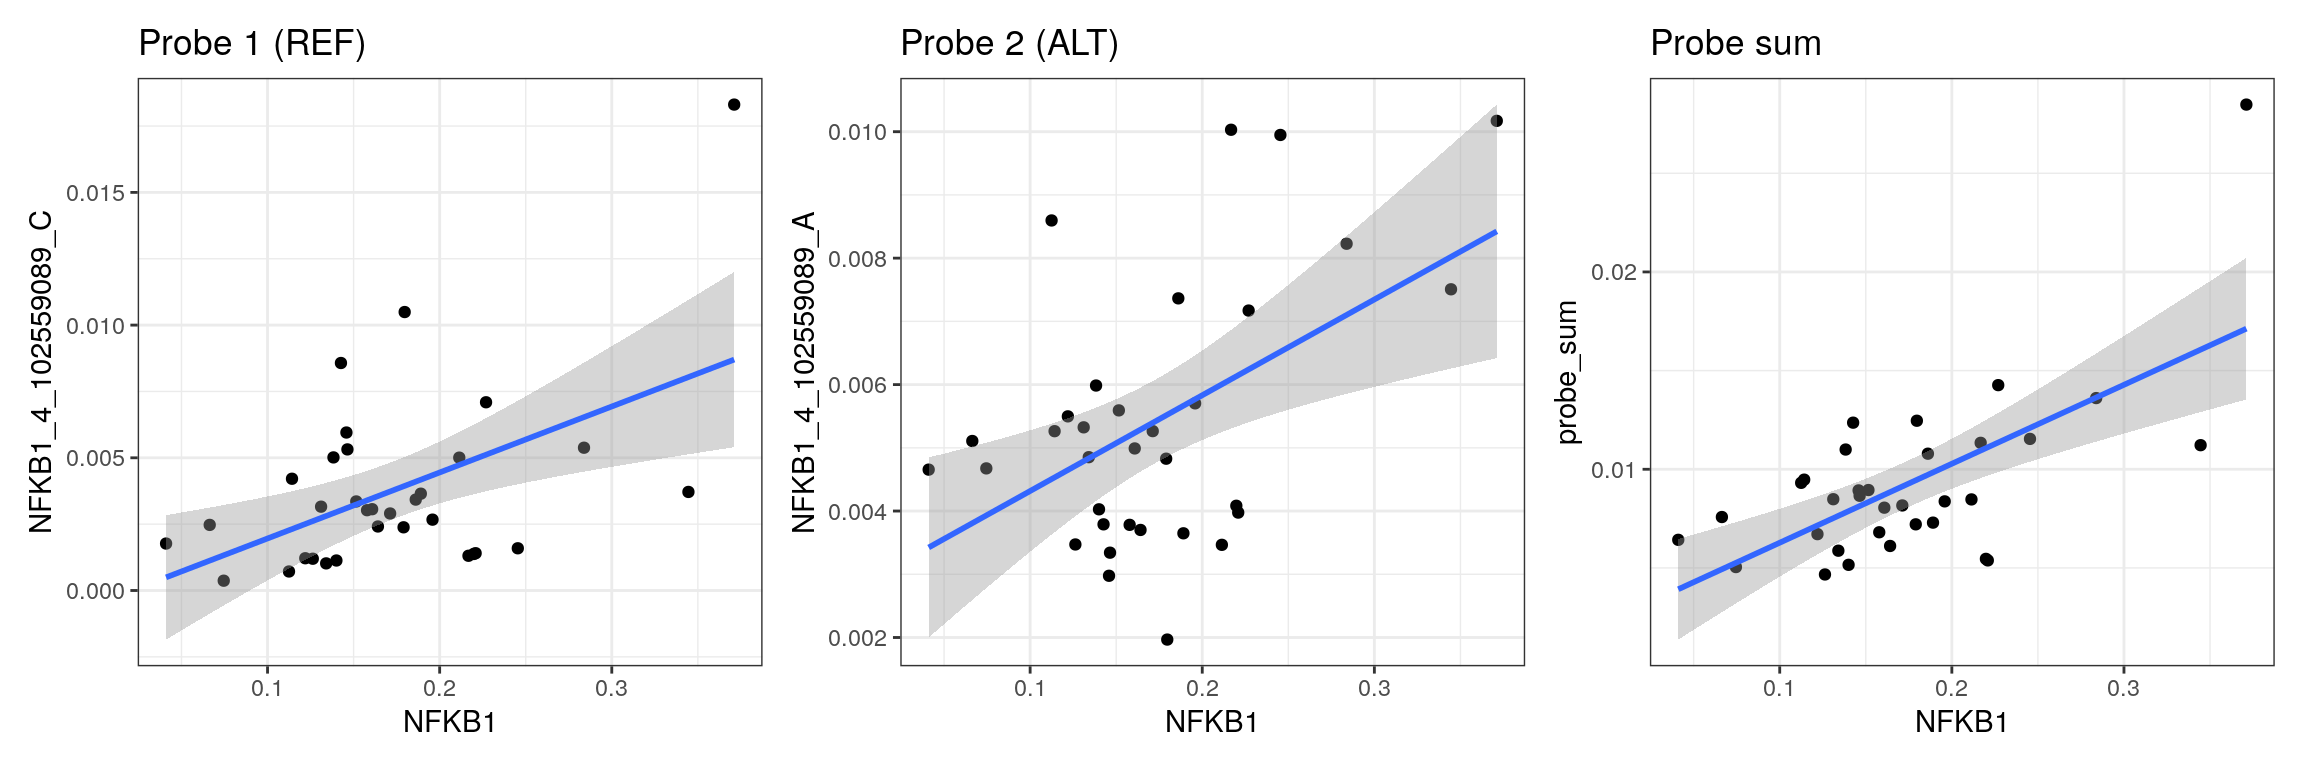 Probe 1 (REF)
NFKB1_4_102559089_C
0.015
0.010
0.005
0.000
0.1 0.2 0.3
NFKB1
Probe 2 (ALT)
NFKB1_4_102559089_A
0.010
0.008
0.006
0.004
0.002
0.1 0.2 0.3
NFKB1
Probe sum
probe_sum
0.02
0.01
0.1 0.2 0.3
NFKB1